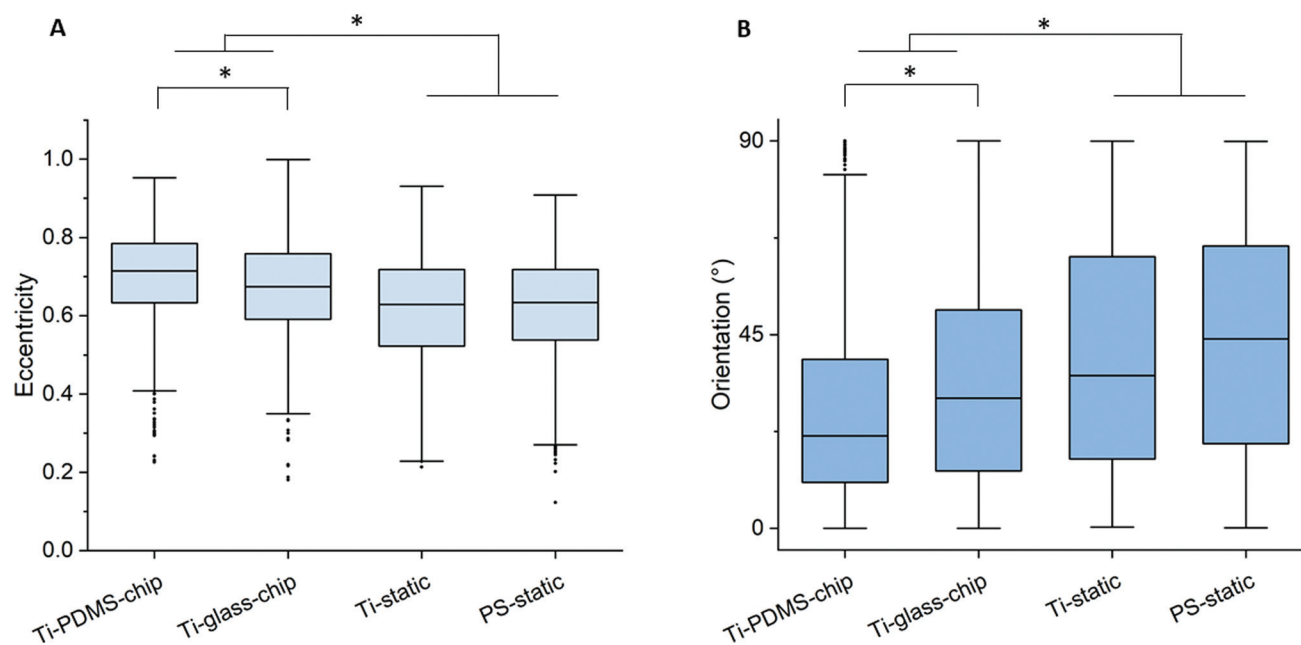 A
*
*
Eccentricity
1.0
0.8
0.6
0.4
0.2
0.0
Ti-PDMS-chip
Ti-glass-chip
Ti-static
PS-static
B
*
*
Orientation (°)
90
45
0
Ti-PDMS-chip
Ti-glass-chip
Ti-static
PS-static